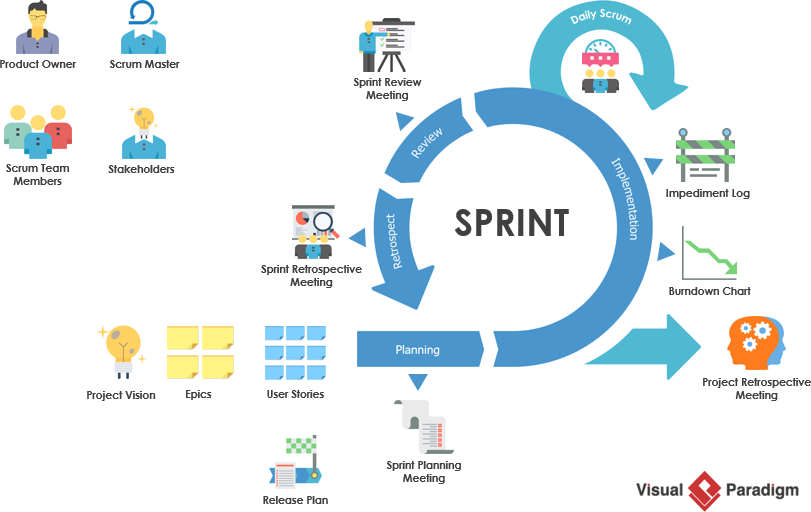 Product Owner
Scrum Master
Scrum Team
Members
Stakeholders
Sprint Review
Meeting
Daily Scrum
Review
Implementation
Impediment Log
SPRINT
Retrospect
Sprint Retrospective
Meeting
Burndown Chart
Project Vision
Epics
User Stories
Planning
Project Retrospective
Meeting
Sprint Planning
Meeting
Release Plan
Visual Paradigm